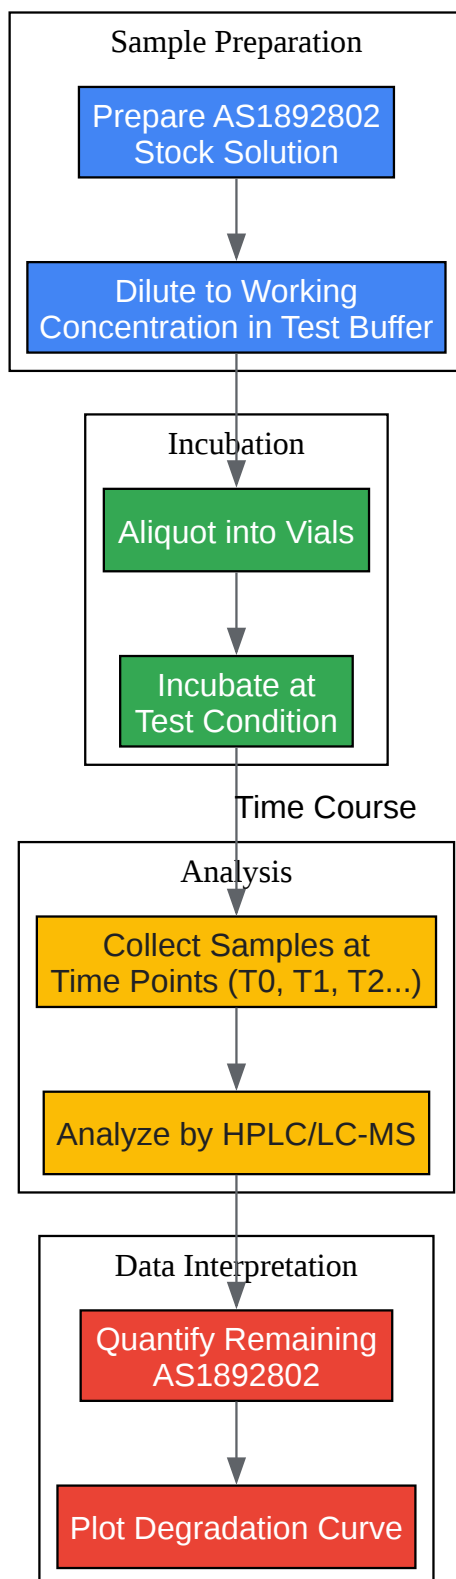 Sample Preparation
Prepare AS1892802
Stock Solution
Dilute to Working
Concentration in Test Buffer
Incubation
Aliquot into Vials
Incubate at
Test Condition
Time Course
Analysis
Collect Samples at
Time Points (T0, T1, T2...)
Analyze by HPLC/LC-MS
Data Interpretation
Quantify Remaining
AS1892802
Plot Degradation Curve